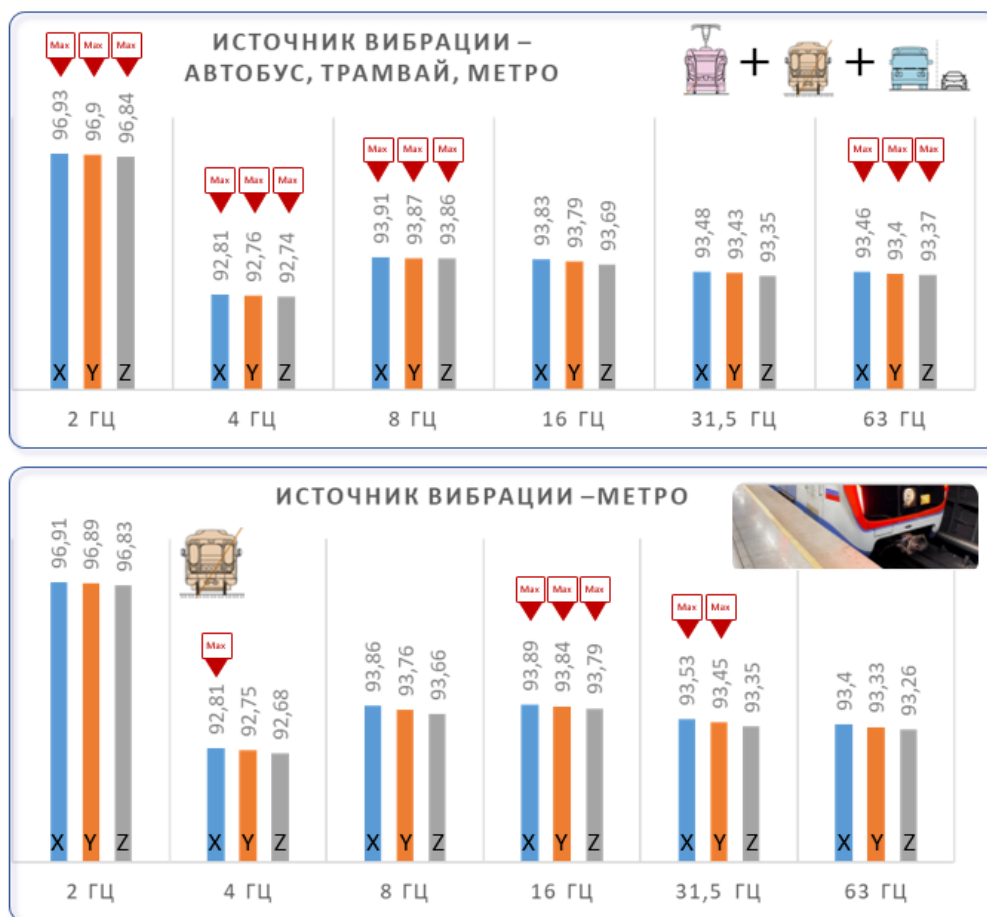 ИСТОЧНИК ВИБРАЦИИ –
АВТОБУС, ТРАМВАЙ, МЕТРО
Max Max Max
96,93 96,9 96,84
Max Max Max
92,81 92,76 92,74
Max Max Max
93,91 93,87 93,86
93,83 93,79 93,69
93,48 93,43 93,35
Max Max Max
93,46 93,4 93,37
X Y Z X Y Z X Y Z X Y Z X Y Z X Y Z
2 ГЦ 4 ГЦ 8 ГЦ 16 ГЦ 31,5 ГЦ 63 ГЦ
ИСТОЧНИК ВИБРАЦИИ –МЕТРО
96,91 96,89 96,83
Max
92,81 92,75 92,68
93,86 93,76 93,66
Max Max Max
93,89 93,84 93,79
Max Max
93,53 93,45 93,35
93,4 93,33 93,26
X Y Z X Y Z X Y Z X Y Z X Y Z X Y Z
2 ГЦ 4 ГЦ 8 ГЦ 16 ГЦ 31,5 ГЦ 63 ГЦ